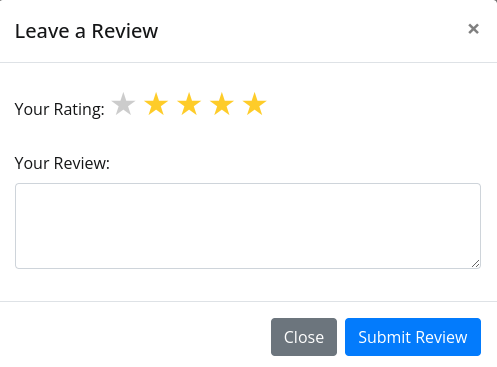 Leave a Review ×
Your Rating: ★ ★ ★ ★ ★
Your Review:
Close Submit Review